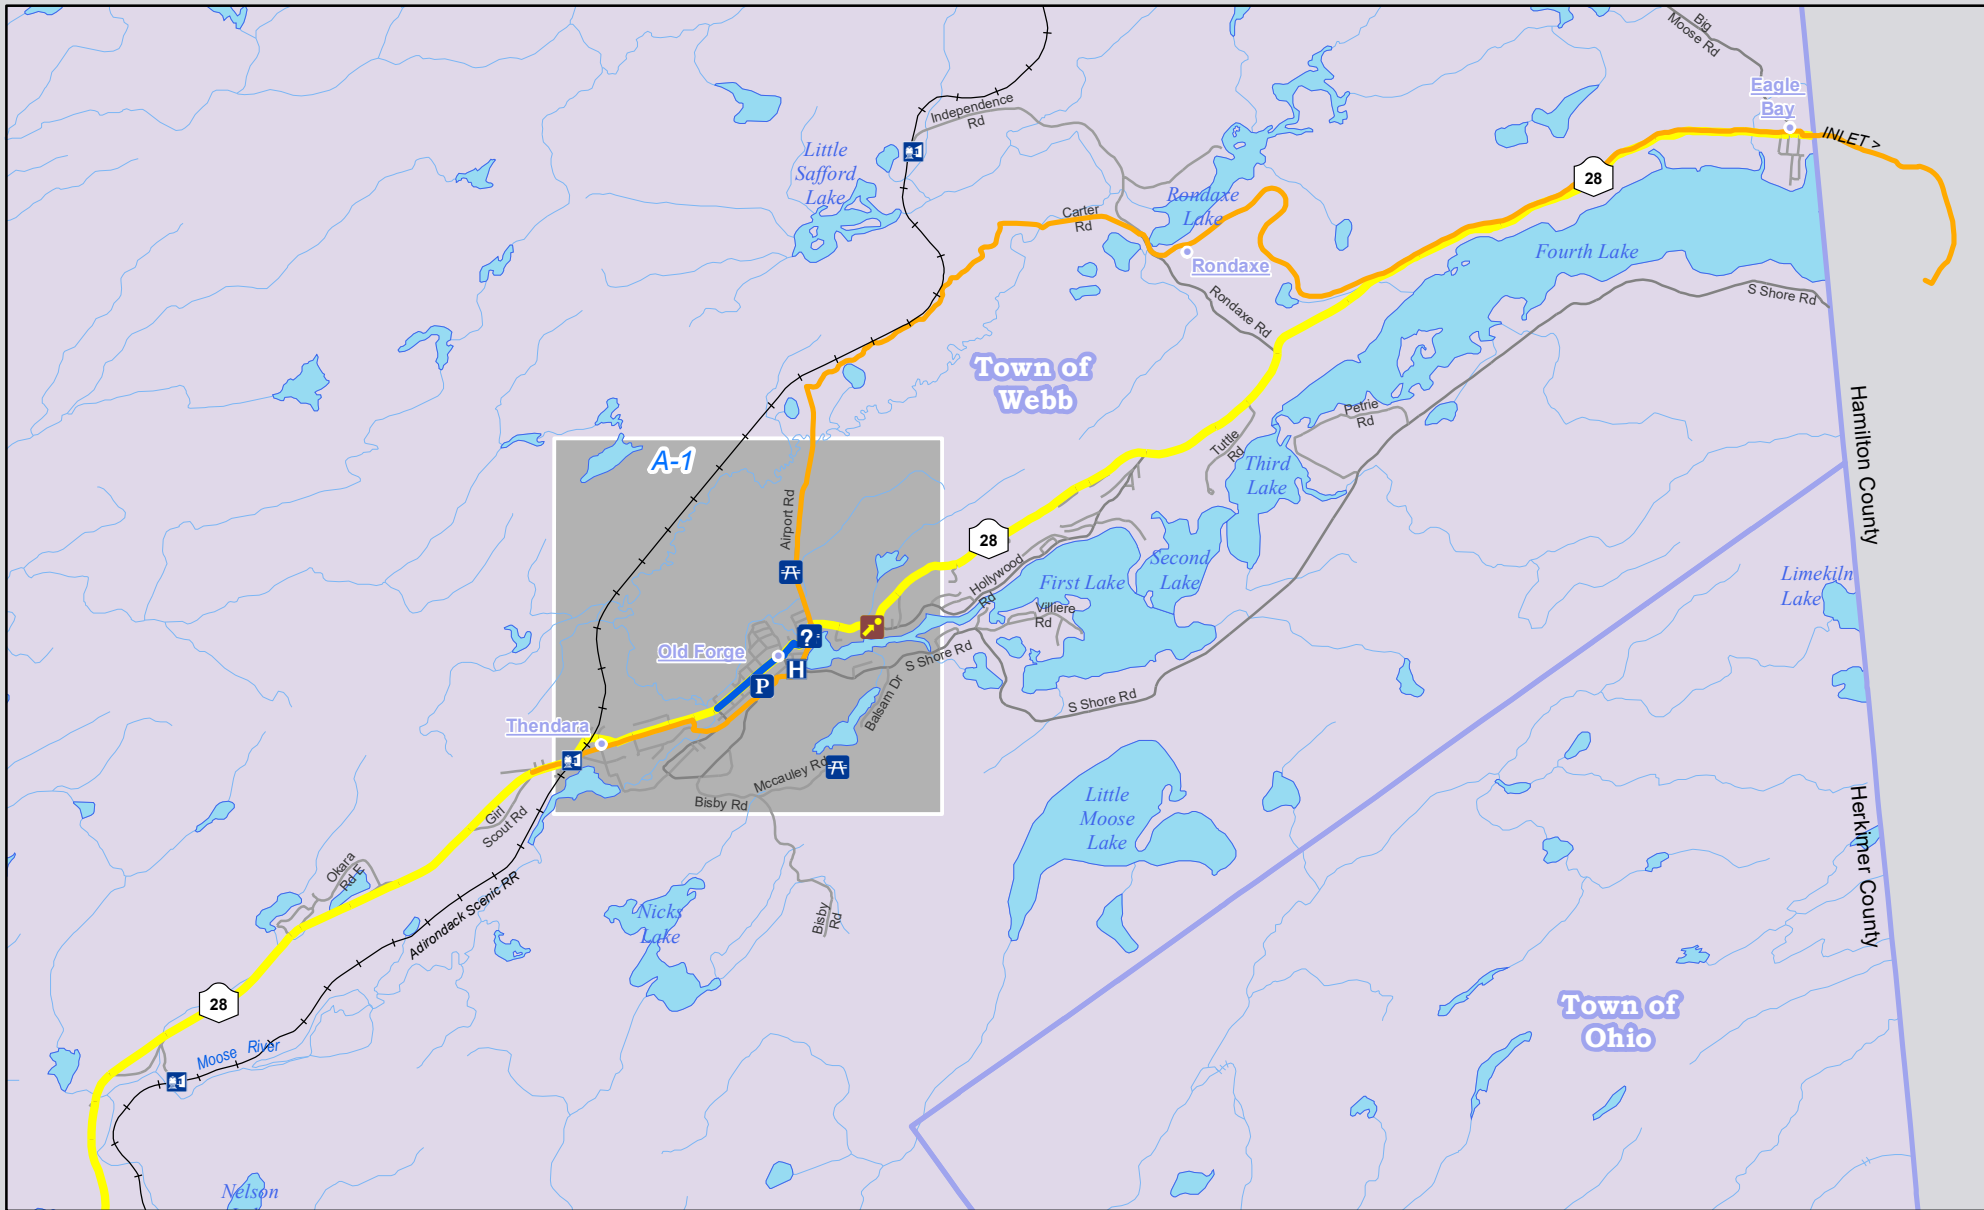 Big
Moose Rd
Eagle
Bay
INLET >
Independence
Rd
Little
Safford
Lake
28
Rondaxe
Lake
Carter
Rd
Rondaxe
Fourth Lake
S Shore Rd
Rondaxe Rd
Town of
Webb
Hamilton County
Petrie
Rd
Tuttle
Rd
A-1
Third
Lake
Airport Rd
28
Second
Lake
First Lake
Hollywood
Rd
Villiere
Rd
Limekiln
Lake
?
Old Forge
H
P
S Shore Rd
Balsam Dr
S Shore Rd
Thendara
Mccauley Rd
Bisby Rd
Girl
Scout Rd
Little
Moose
Lake
Herkimer County
Okara
Rd E
Adirondack Scenic RR
Nicks
Lake
Bisby
Rd
28
Moose River
Town of
Ohio
Nelson